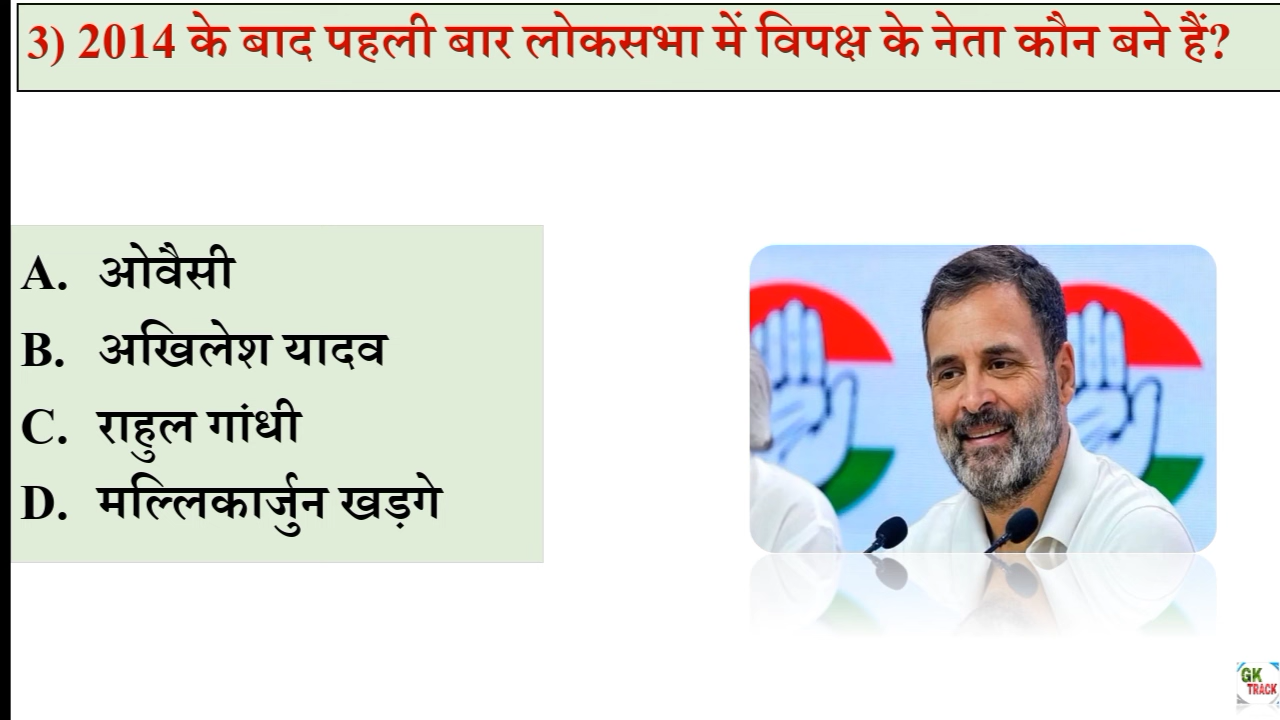 3) 2014 के बाद पहली बार लोकसभा में विपक्ष के नेता कौन बने हैं?
A. ओवैसी
B. अखिलेश यादव
C. राहुल गांधी
D. मल्लिकार्जुन खड़गे
GK
TRACK